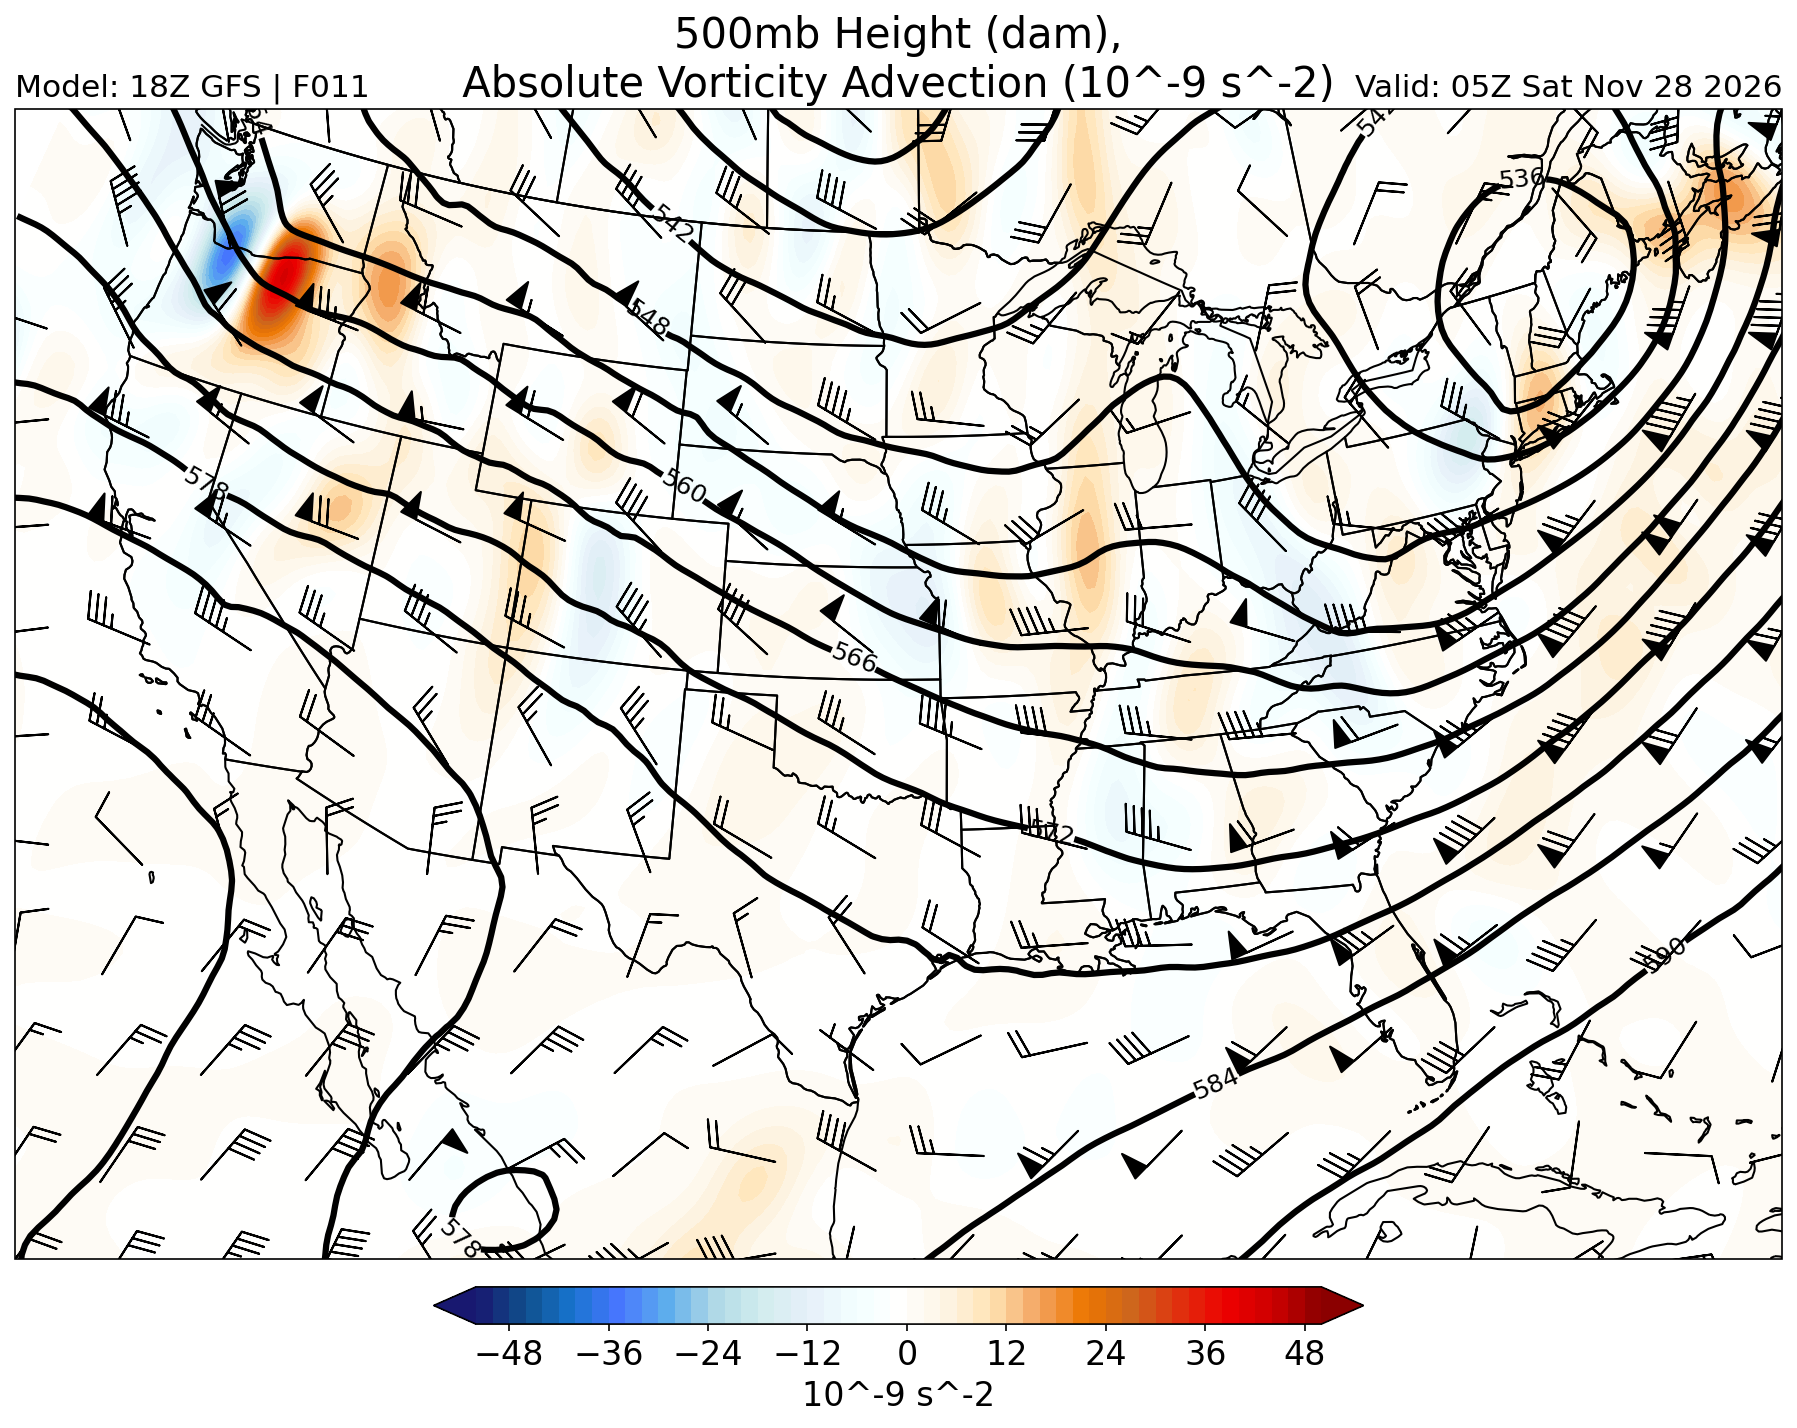 500mb Height (dam),
Model: 18Z GFS | F011
Absolute Vorticity Advection (10^-9 s^-2)
Valid: 05Z Sat Nov 28 2026
536
542
548
578
560
566
572
590
584
578
−48 −36 −24 −12 0 12 24 36 48
10^-9 s^-2